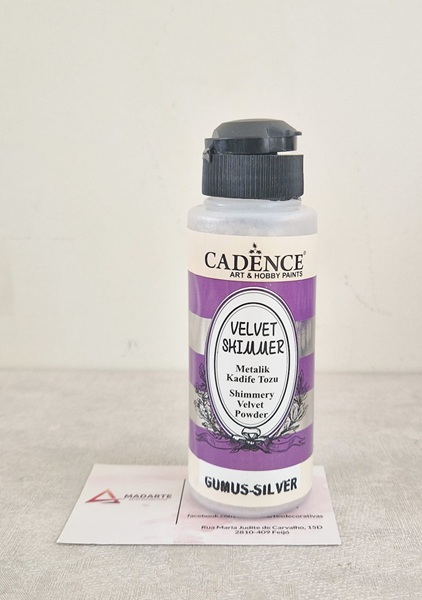 CADENCE
ART & HOBBY PAINTS
VELVET
SHIMMER
Metalik
Kadife Tozu
Shimmery
Velvet
Powder
GUMUS-SILVER
MADARTE
Rua Maria Judite de Carvalho, 15D
2810-409 Feijó